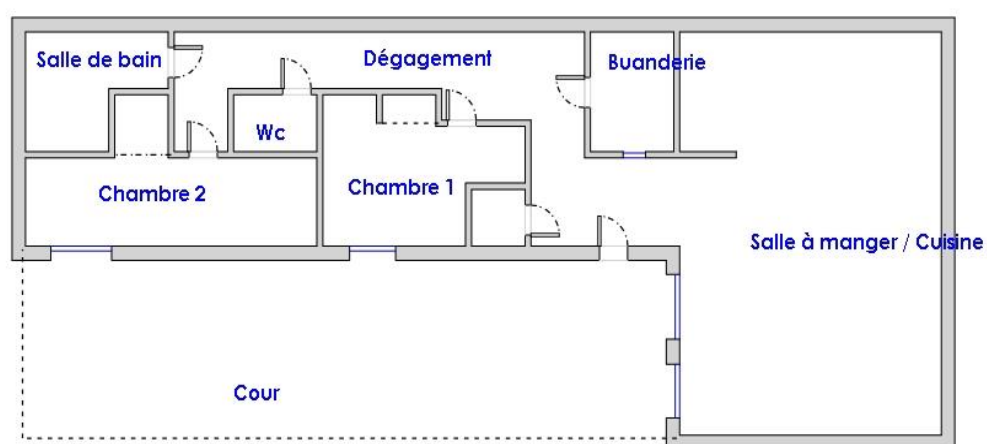 Salle de bain
Dégagement
Buanderie
Wc
Chambre 2
Chambre 1
Salle à manger / Cuisine
Cour